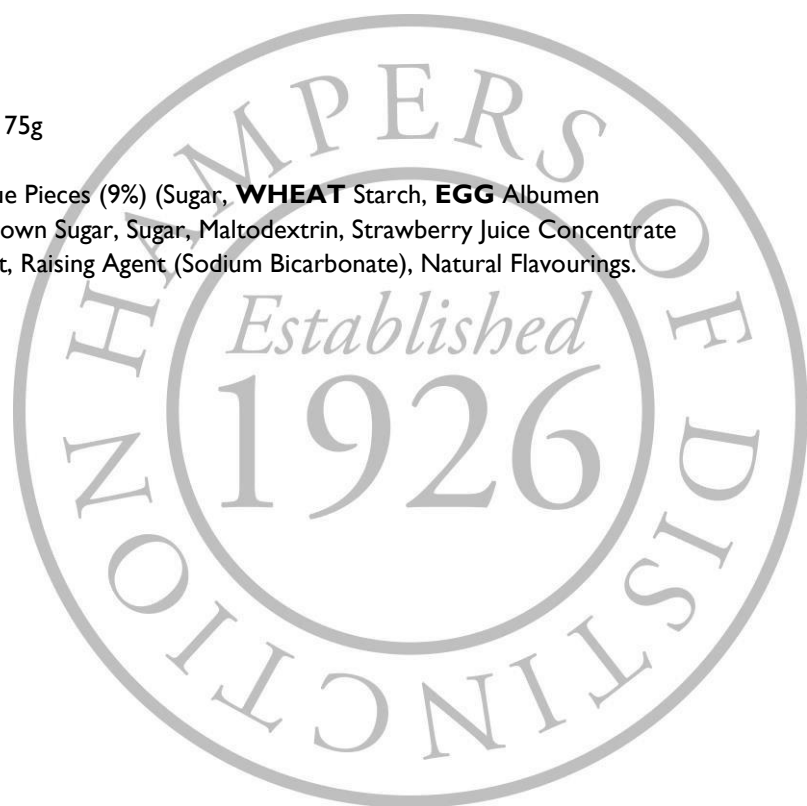 75g
ue Pieces (9%) (Sugar, WHEAT Starch, EGG Albumen
own Sugar, Sugar, Maltodextrin, Strawberry Juice Concentrate
t, Raising Agent (Sodium Bicarbonate), Natural Flavourings.
HAMPERS OF DISTINCTION
Established
1926